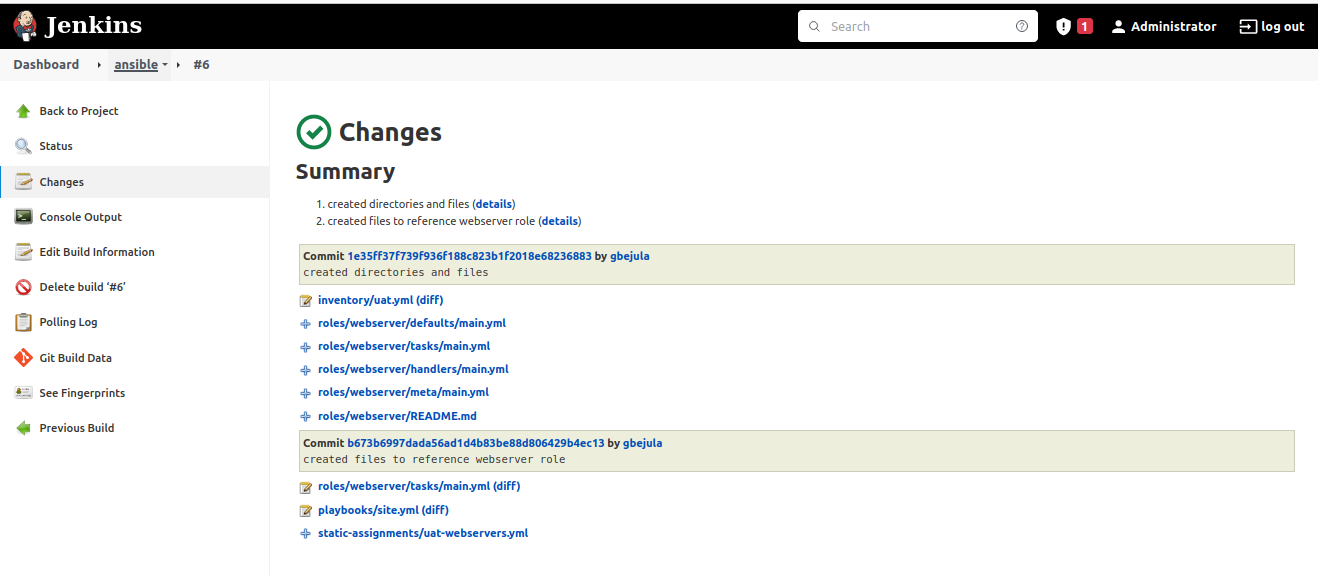 Jenkins
Search
1
Administrator
log out
Dashboard
ansible
#6
Back to Project
Status
Changes
Console Output
Edit Build Information
Delete build ‘#6’
Polling Log
Git Build Data
See Fingerprints
Previous Build
Changes
Summary
1. created directories and files (details)
2. created files to reference webserver role (details)
Commit 1e35ff37f739f936f188c823b1f2018e68236883 by gbejula
created directories and files
inventory/uat.yml (diff)
roles/webserver/defaults/main.yml
roles/webserver/tasks/main.yml
roles/webserver/handlers/main.yml
roles/webserver/meta/main.yml
roles/webserver/README.md
Commit b673b6997dada56ad1d4b83be88d806429b4ec13 by gbejula
created files to reference webserver role
roles/webserver/tasks/main.yml (diff)
playbooks/site.yml (diff)
static-assignments/uat-webservers.yml